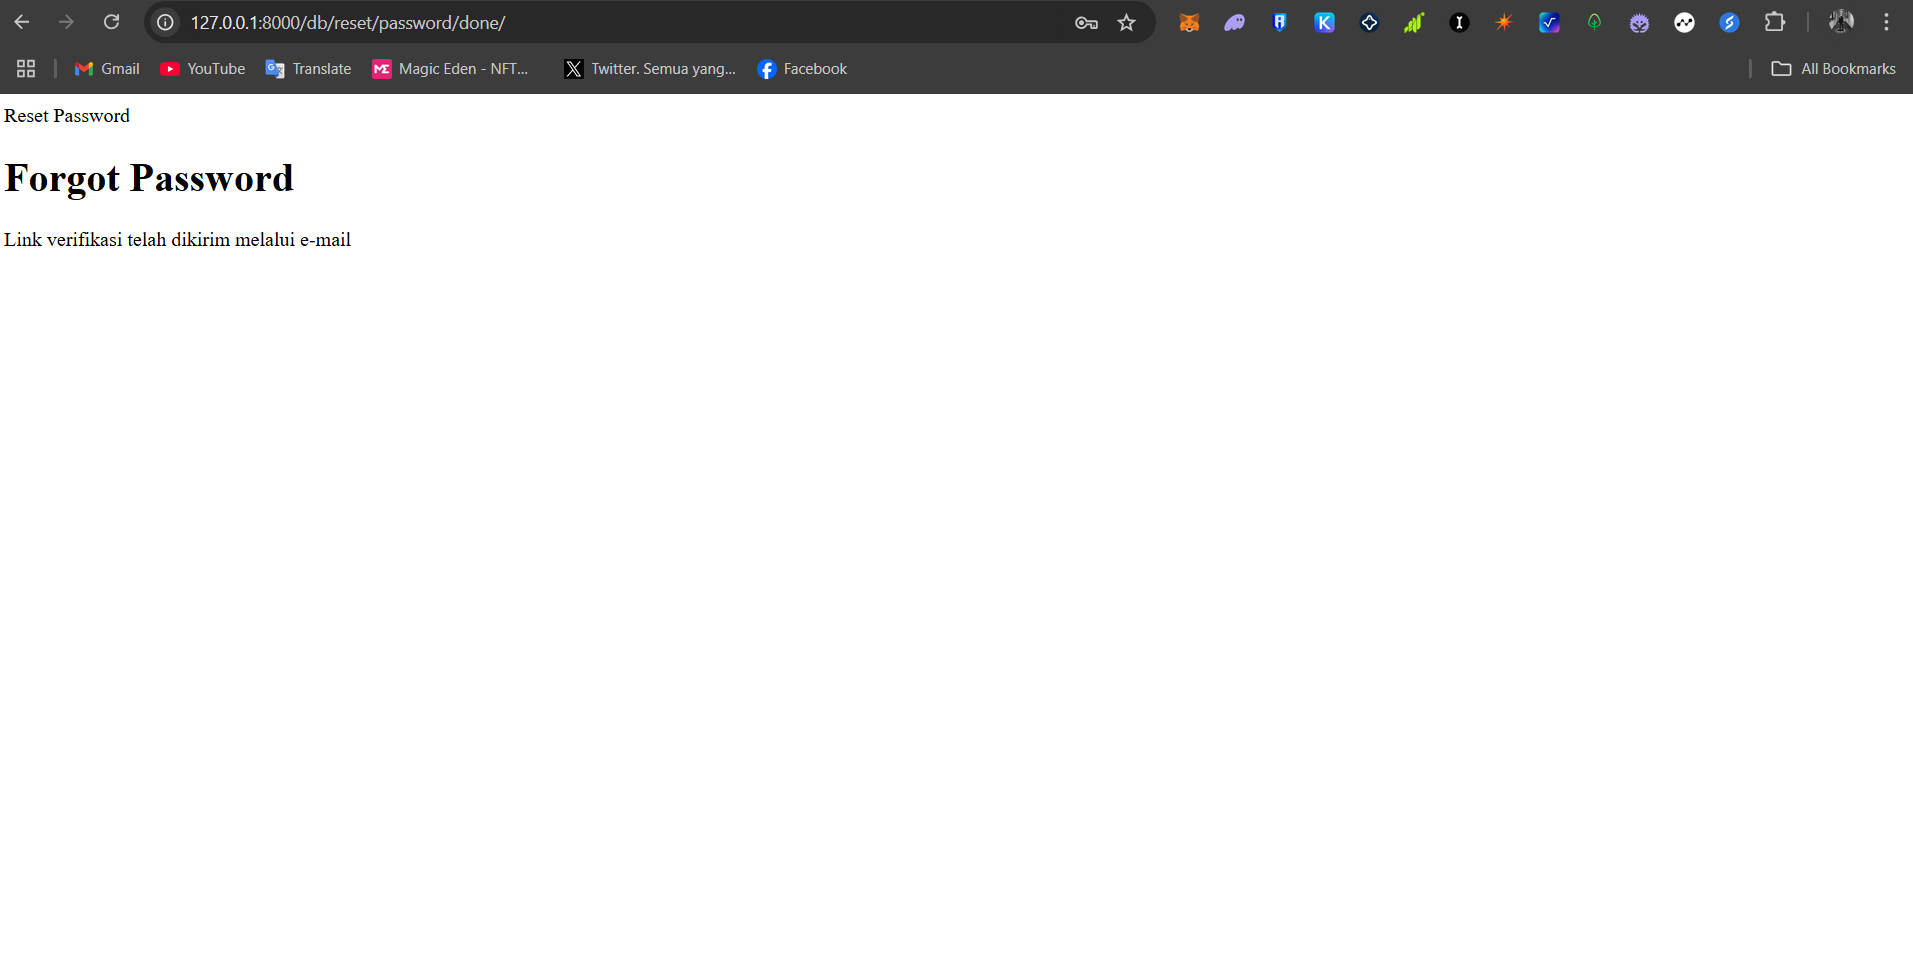 127.0.0.1:8000/db/reset/password/done/
Gmail
YouTube
Translate
Magic Eden - NFT...
Twitter. Semua yang...
Facebook
All Bookmarks
Reset Password
Forgot Password
Link verifikasi telah dikirim melalui e-mail